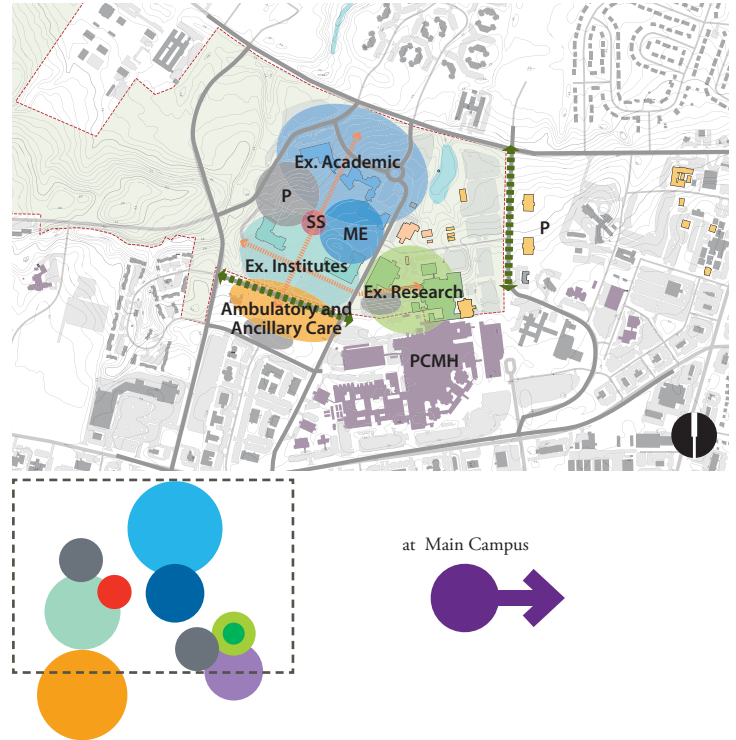 Ex. Academic
P
SS
ME
P
Ex. Institutes
Ex. Research
Ambulatory and
Ancillary Care
PCMH
at Main Campus